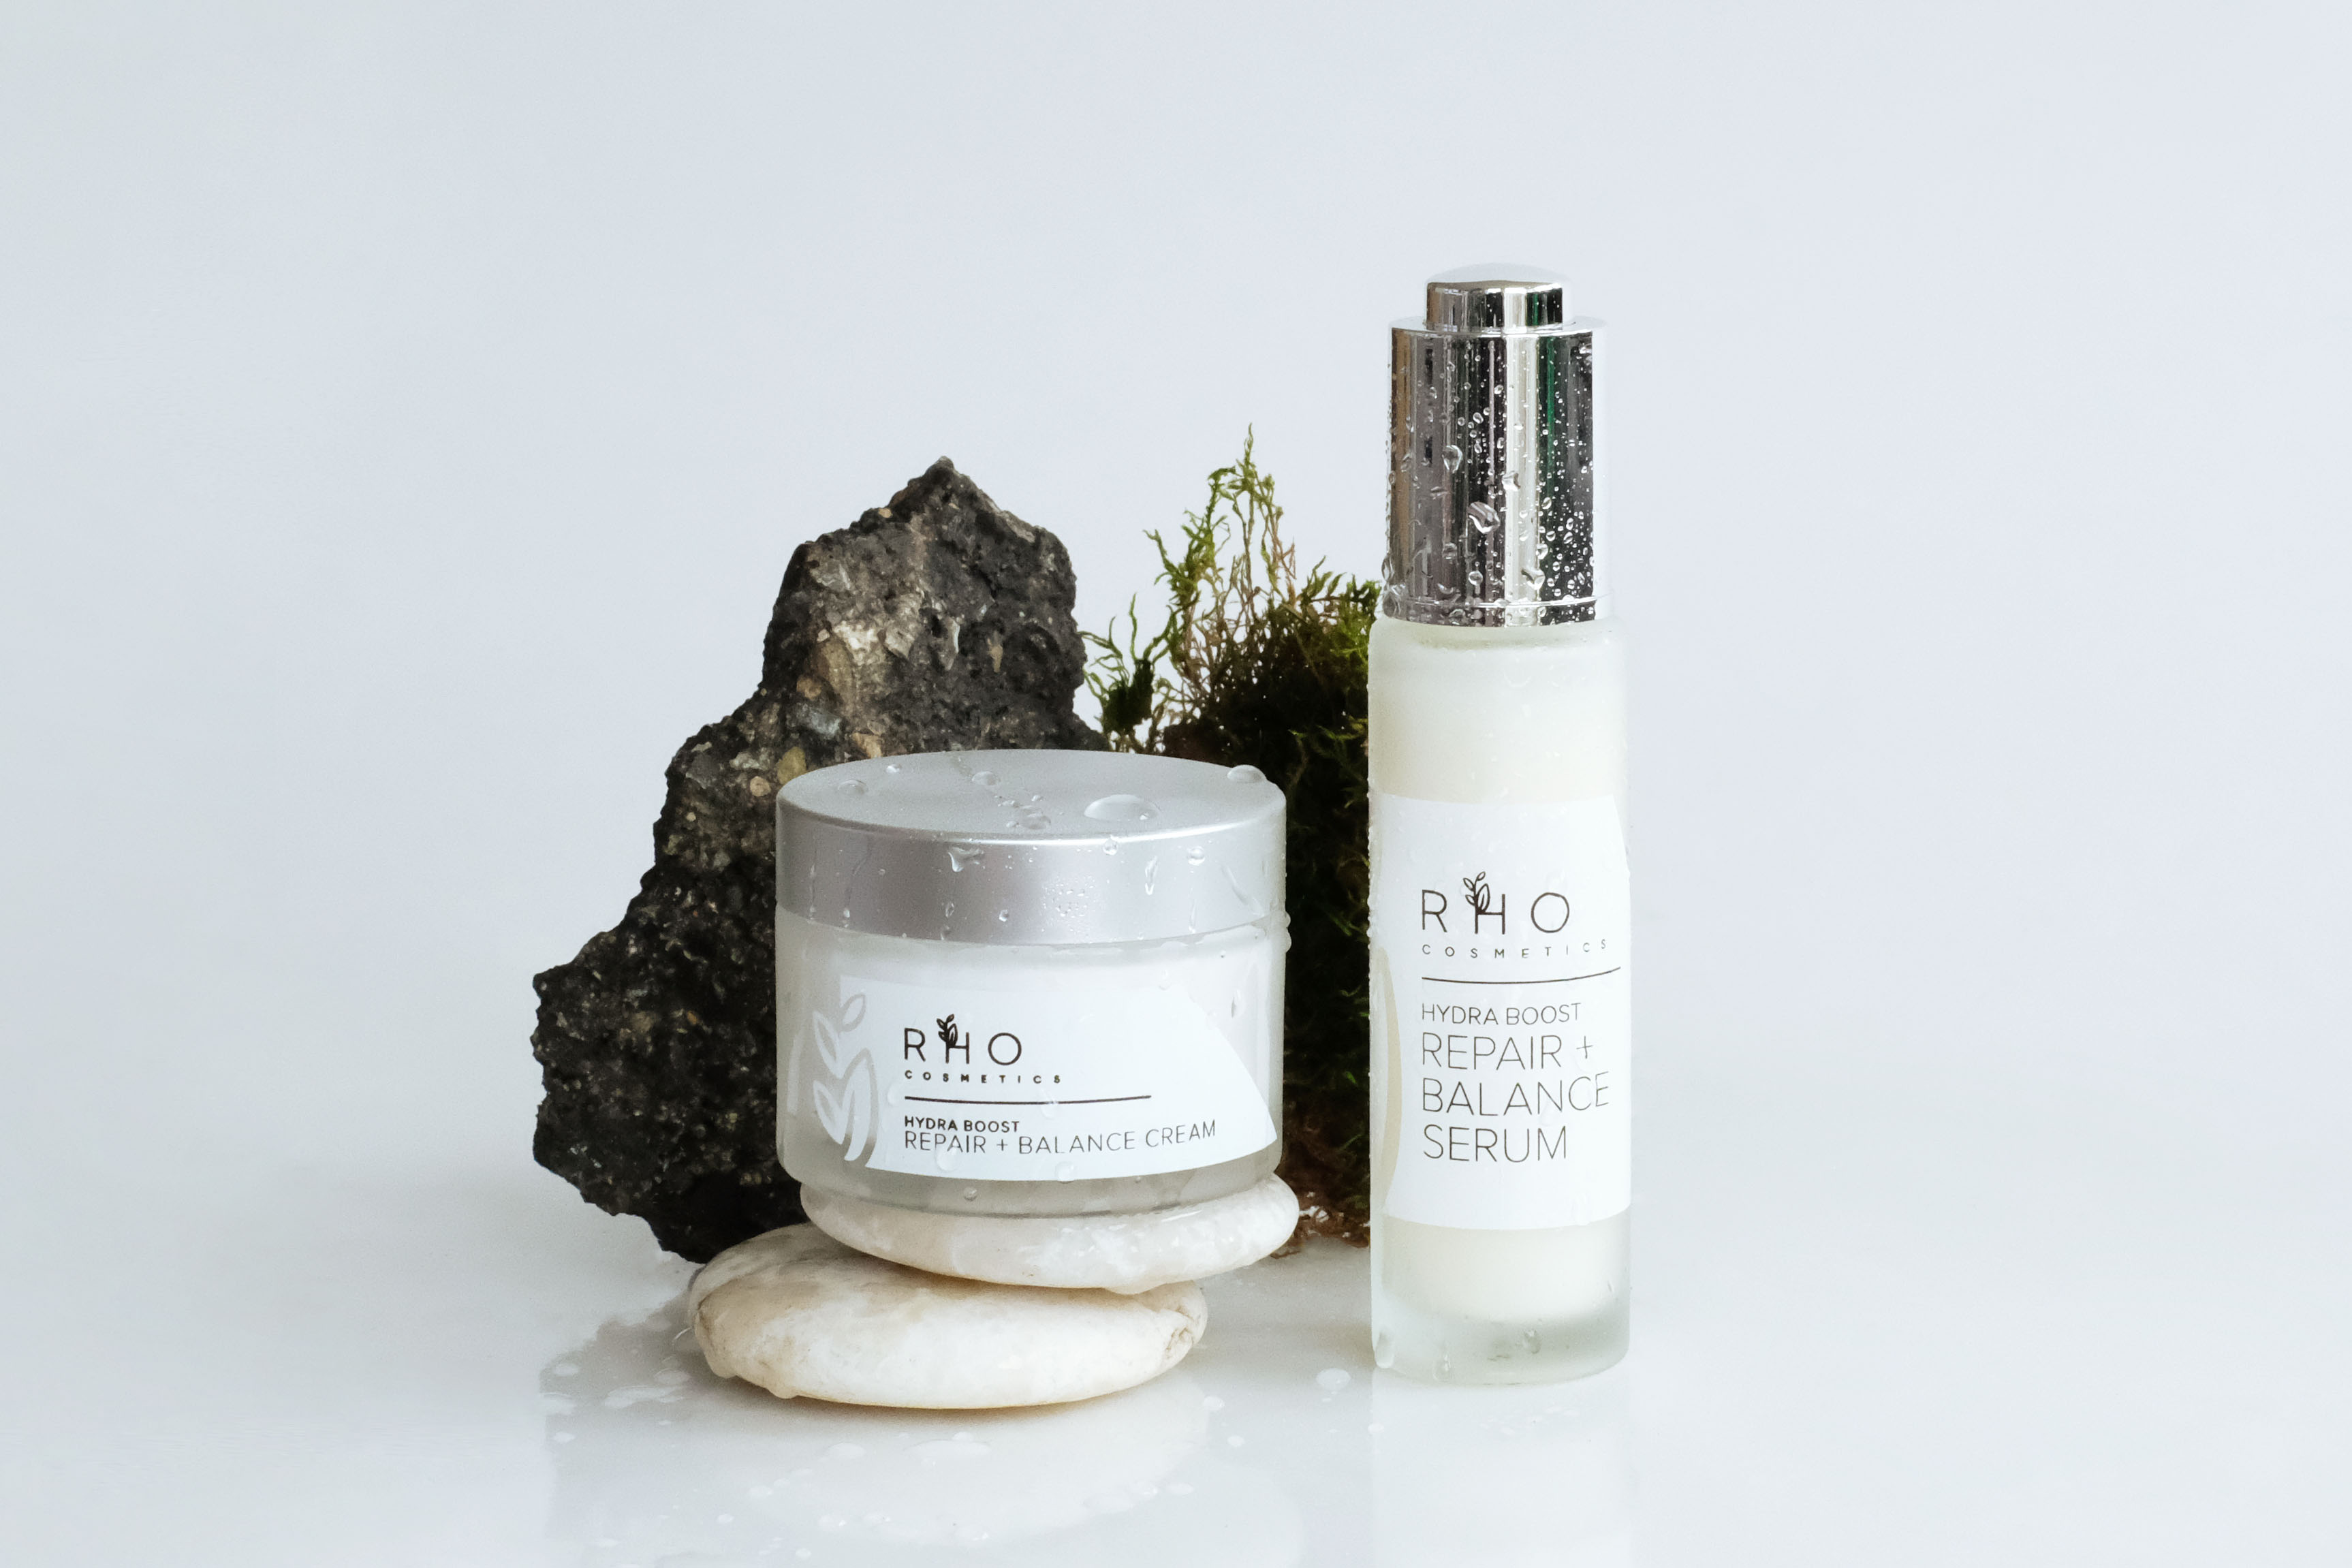 RHO
COSMETICS
HYDRA BOOST
REPAIR + BALANCE CREAM
RHO
COSMETICS
HYDRA BOOST
REPAIR +
BALANCE
SERUM